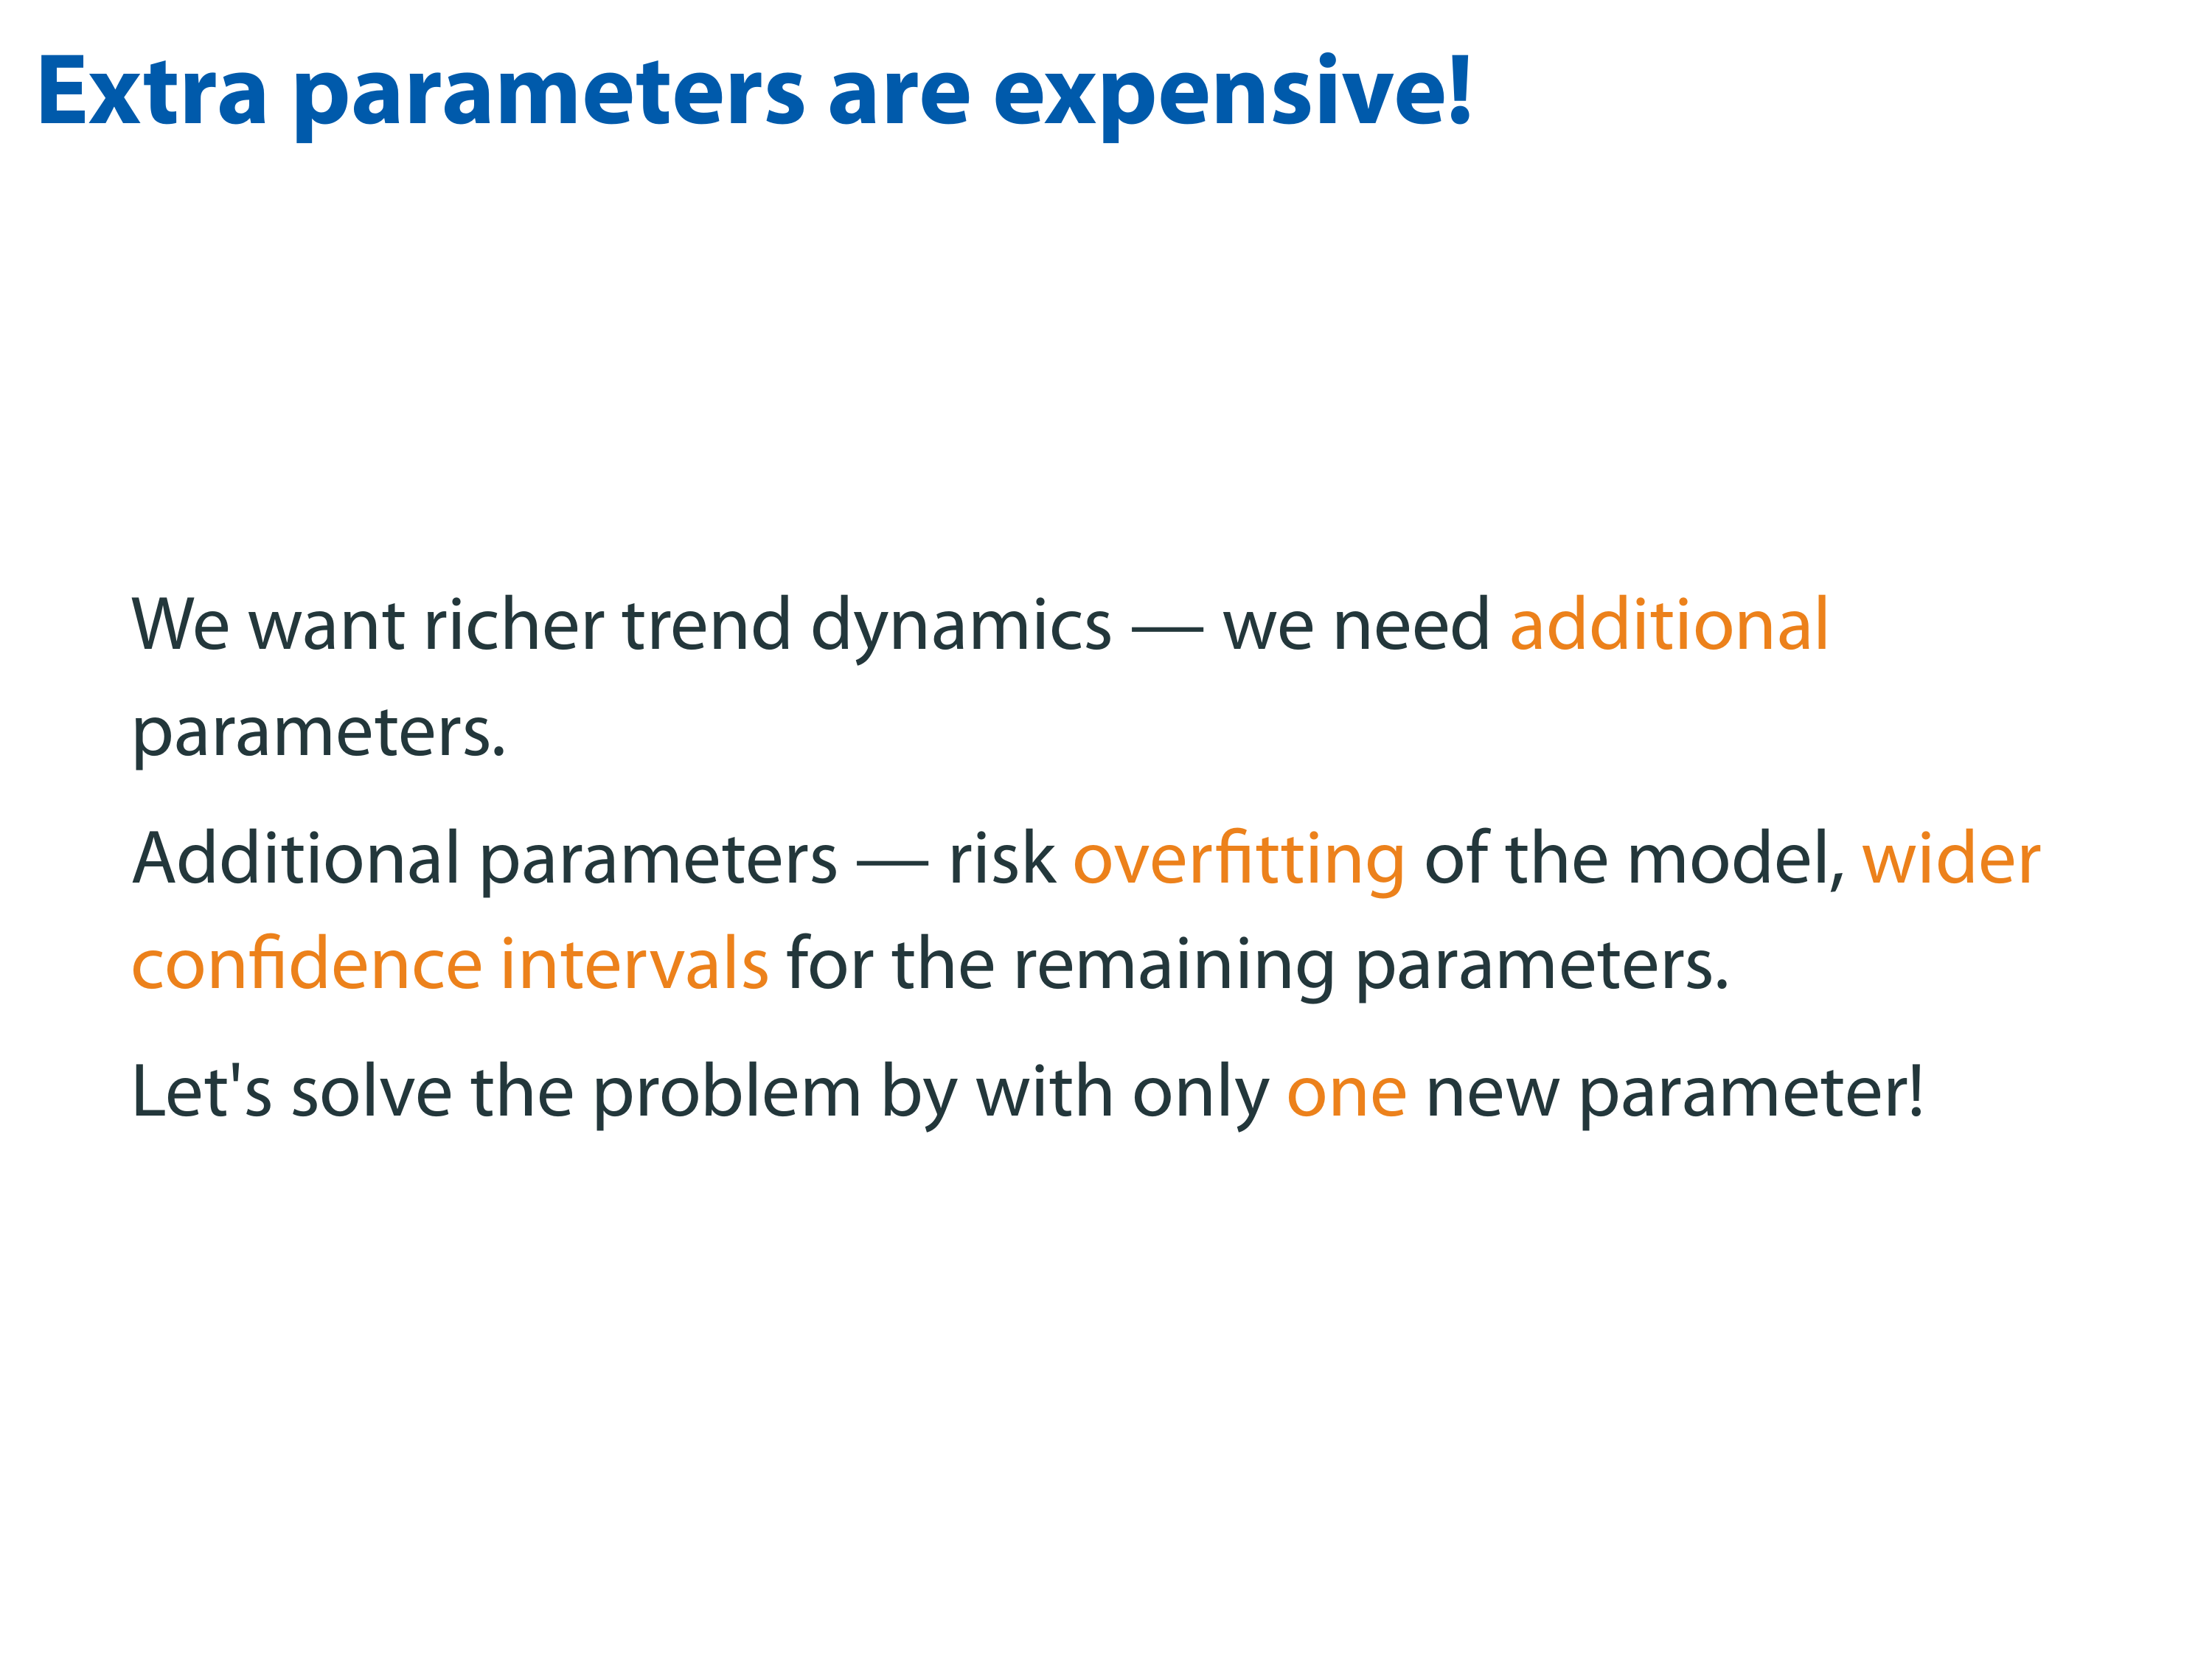 Extra parameters are expensive!
We want richer trend dynamics — we need additional
parameters.
Additional parameters — risk overfitting of the model, wider
confidence intervals for the remaining parameters.
Let's solve the problem by with only one new parameter!